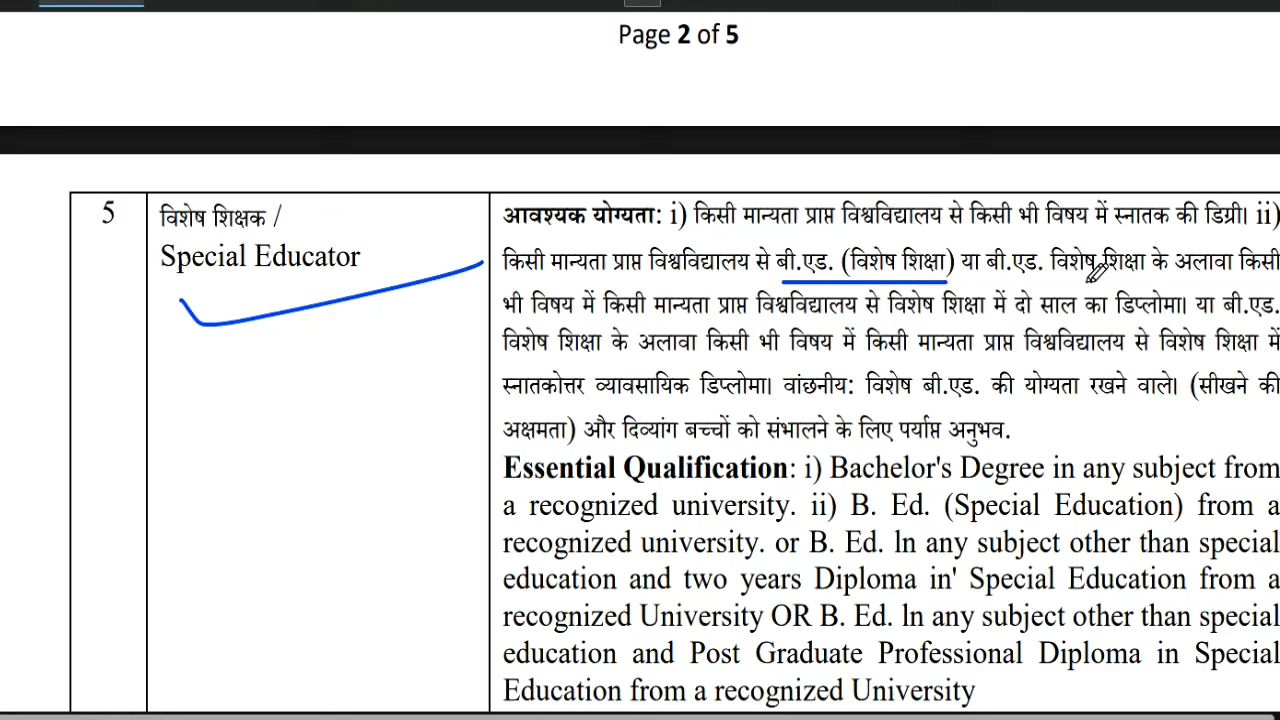 Page 2 of 5
5
विशेष शिक्षक /
Special Educator
आवश्यक योग्यता: i) किसी मान्यता प्राप्त विश्वविद्यालय से किसी भी विषय में स्नातक की डिग्री। ii)
किसी मान्यता प्राप्त विश्वविद्यालय से बी.एड. (विशेष शिक्षा) या बी.एड. विशेष शिक्षा के अलावा किसी
भी विषय में किसी मान्यता प्राप्त विश्वविद्यालय से विशेष शिक्षा में दो साल का डिप्लोमा। या बी.एड.
विशेष शिक्षा के अलावा किसी भी विषय में किसी मान्यता प्राप्त विश्वविद्यालय से विशेष शिक्षा में
स्नातकोत्तर व्यावसायिक डिप्लोमा। वांछनीय: विशेष बी.एड. की योग्यता रखने वाले। (सीखने की
अक्षमता) और दिव्यांग बच्चों को संभालने के लिए पर्याप्त अनुभव.
Essential Qualification: i) Bachelor's Degree in any subject from
a recognized university. ii) B. Ed. (Special Education) from a
recognized university. or B. Ed. ln any subject other than special
education and two years Diploma in' Special Education from a
recognized University OR B. Ed. ln any subject other than special
education and Post Graduate Professional Diploma in Special
Education from a recognized University